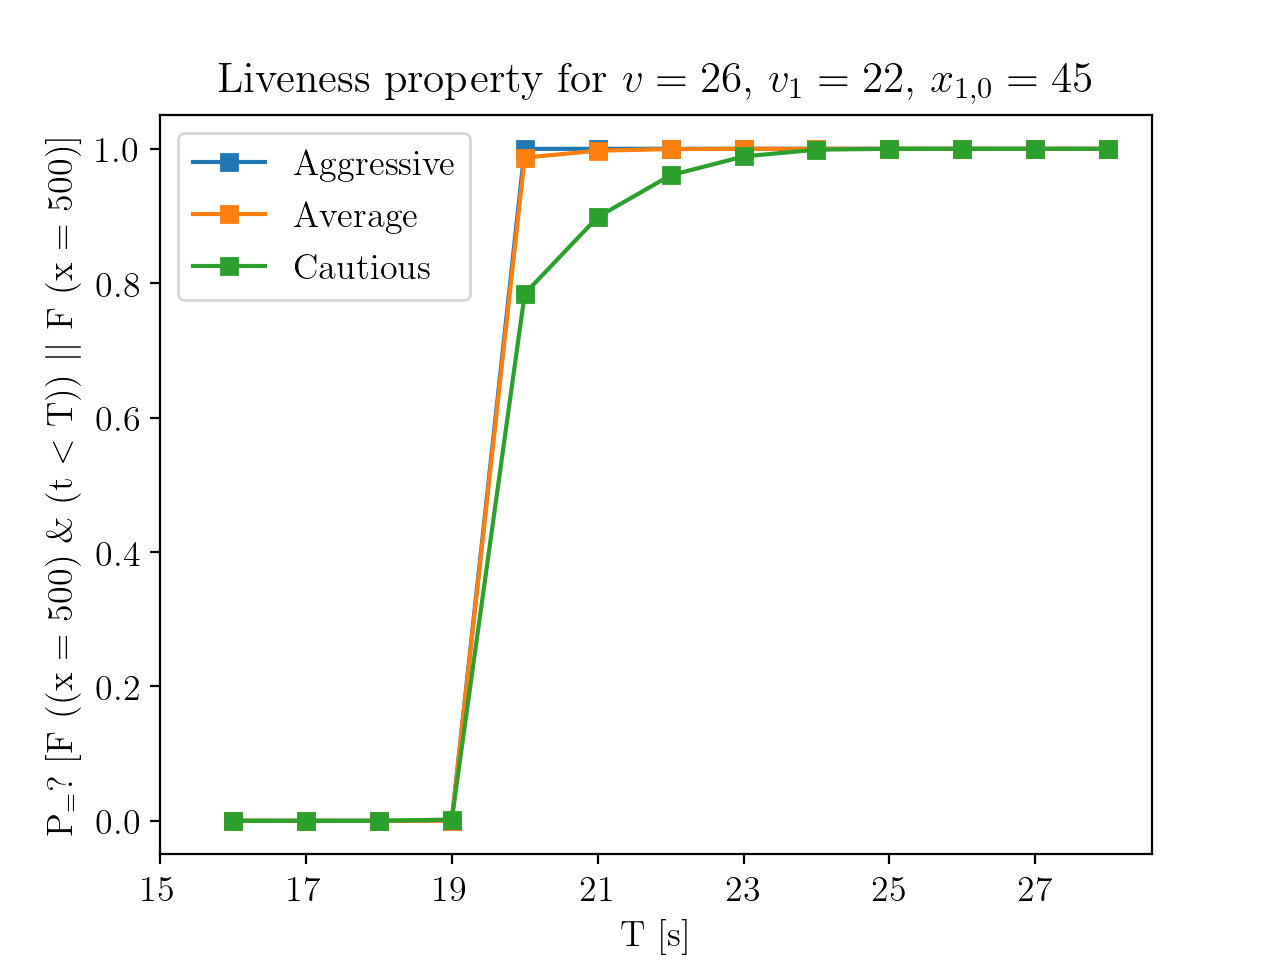 Liveness property for v = 26, v₁ = 22, x₁,₀ = 45
Aggressive
Average
Cautious
P₌? [F ((x = 500) & (t < T)) || F (x = 500)]
1.0
0.8
0.6
0.4
0.2
0.0
15 17 19 21 23 25 27
T [s]